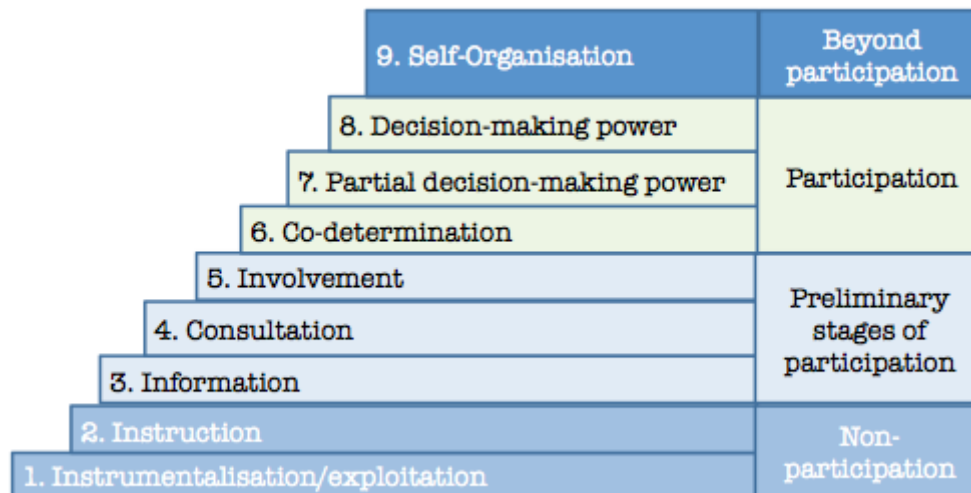 9. Self-Organisation
Beyond
participation
8. Decision-making power
7. Partial decision-making power
6. Co-determination
Participation
5. Involvement
4. Consultation
3. Information
Preliminary
stages of
participation
2. Instruction
1. Instrumentalisation/exploitation
Non-
participation